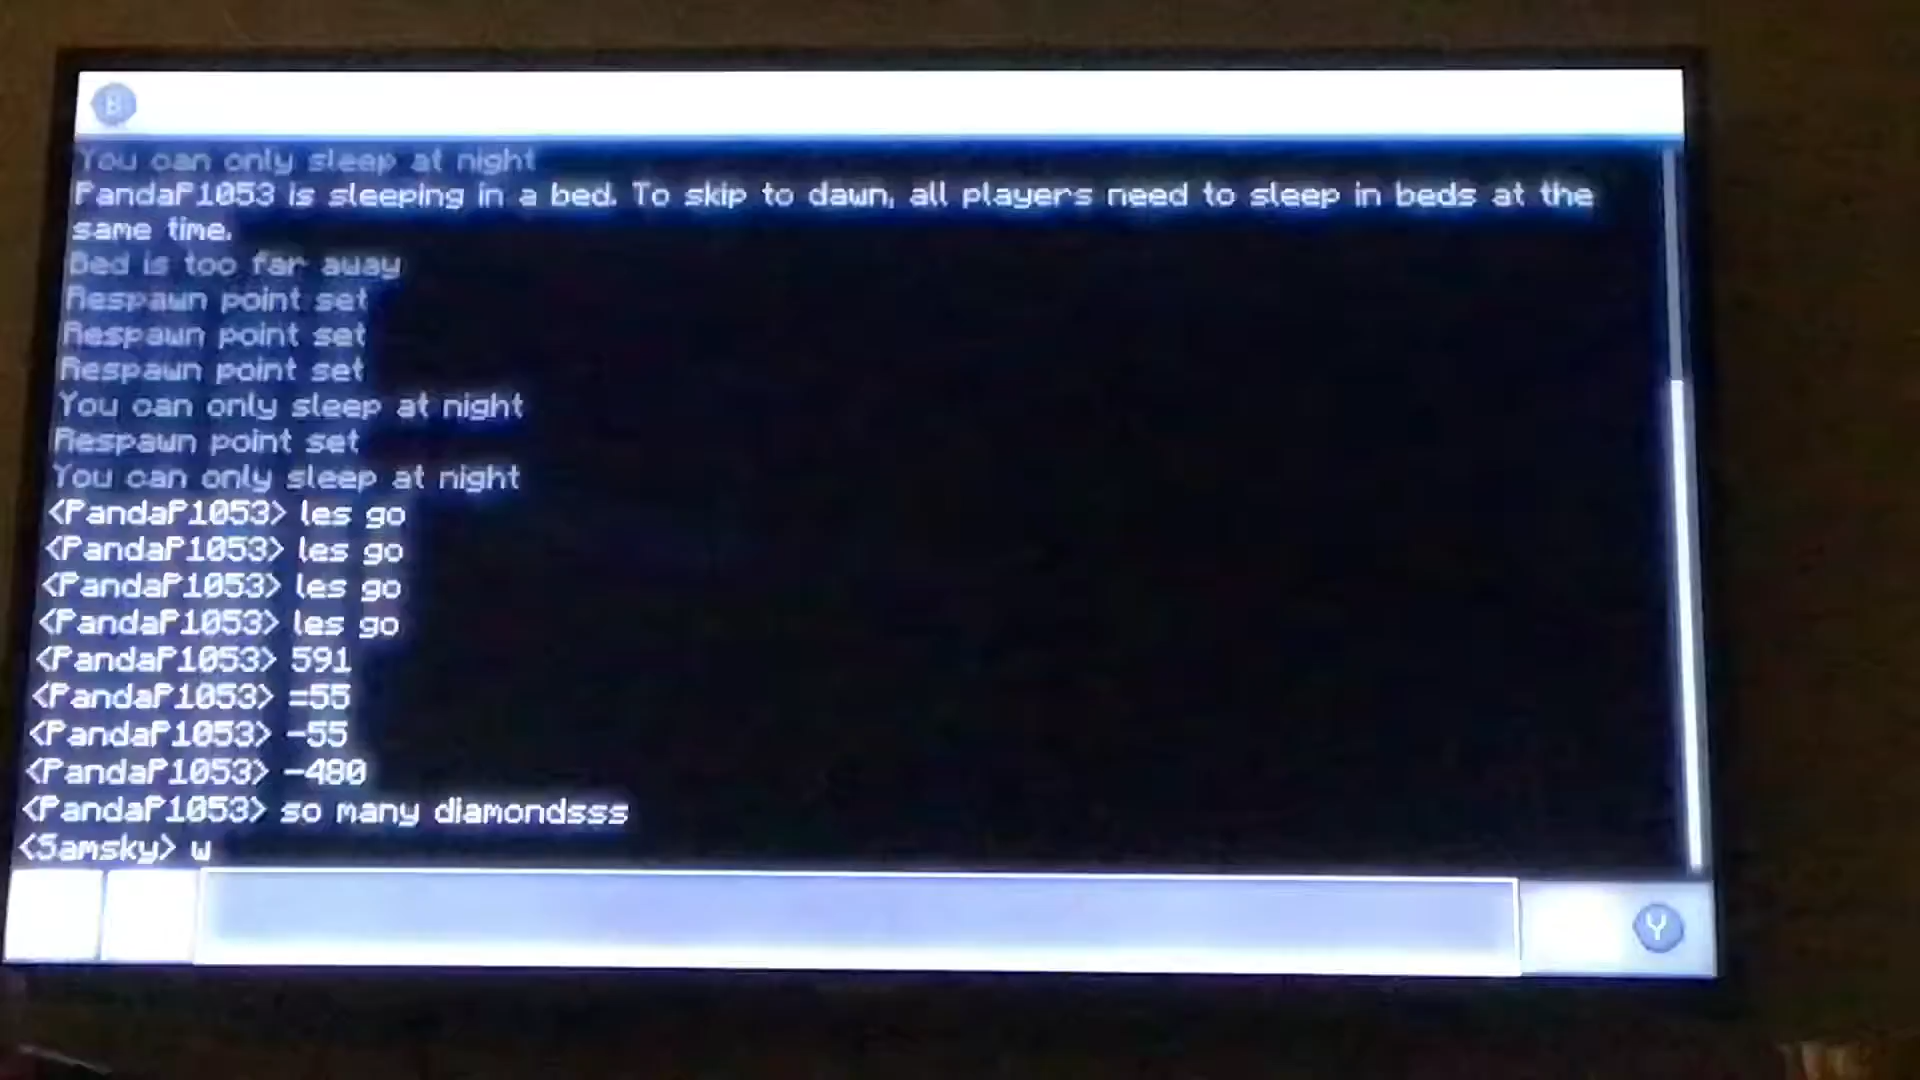 B
You can only sleep at night
PandaP1053 is sleeping in a bed. To skip to dawn, all players need to sleep in beds at the
same time.
Bed is too far away
Respawn point set
Respawn point set
Respawn point set
You can only sleep at night
Respawn point set
You can only sleep at night
<PandaP1053> les go
<PandaP1053> les go
<PandaP1053> les go
<PandaP1053> les go
<PandaP1053> 591
<PandaP1053> =55
<PandaP1053> -55
<PandaP1053> -480
<PandaP1053> so many diamondsss
<Samsky> w
Y